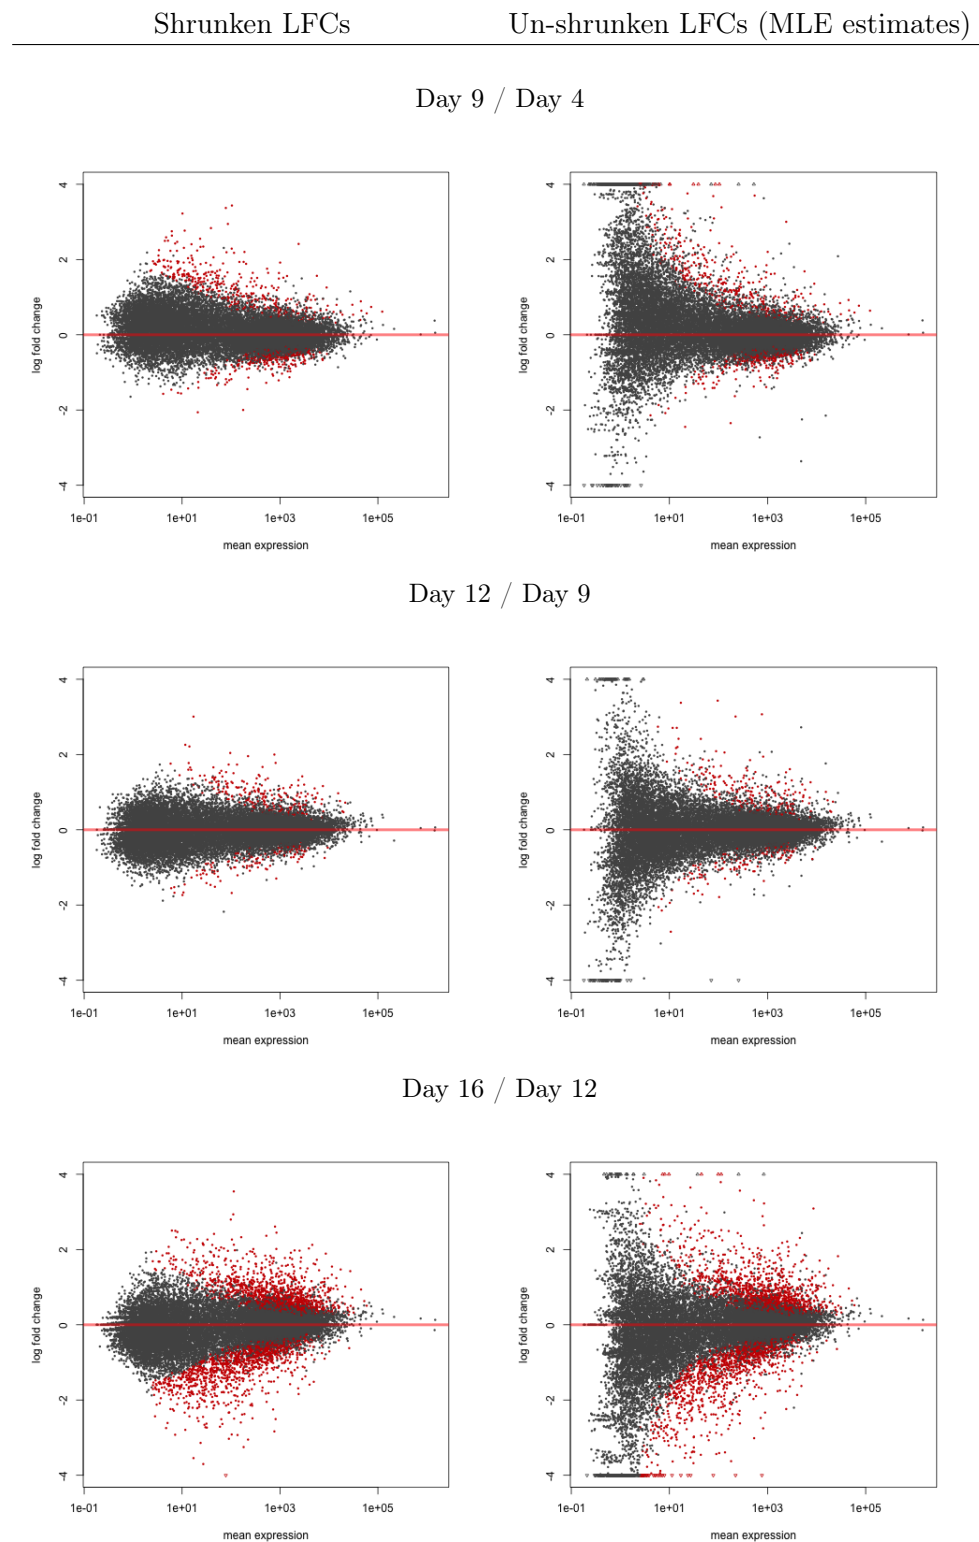 Shrunken LFCs Un-shrunken LFCs (MLE estimates)
Day 9 / Day 4
4
2
0
-2
-4
log fold change
1e-01 1e+01 1e+03 1e+05
mean expression
4
2
0
-2
-4
log fold change
1e-01 1e+01 1e+03 1e+05
mean expression
Day 12 / Day 9
4
2
0
-2
-4
log fold change
1e-01 1e+01 1e+03 1e+05
mean expression
4
2
0
-2
-4
log fold change
1e-01 1e+01 1e+03 1e+05
mean expression
Day 16 / Day 12
4
2
0
-2
-4
log fold change
1e-01 1e+01 1e+03 1e+05
mean expression
4
2
0
-2
-4
log fold change
1e-01 1e+01 1e+03 1e+05
mean expression